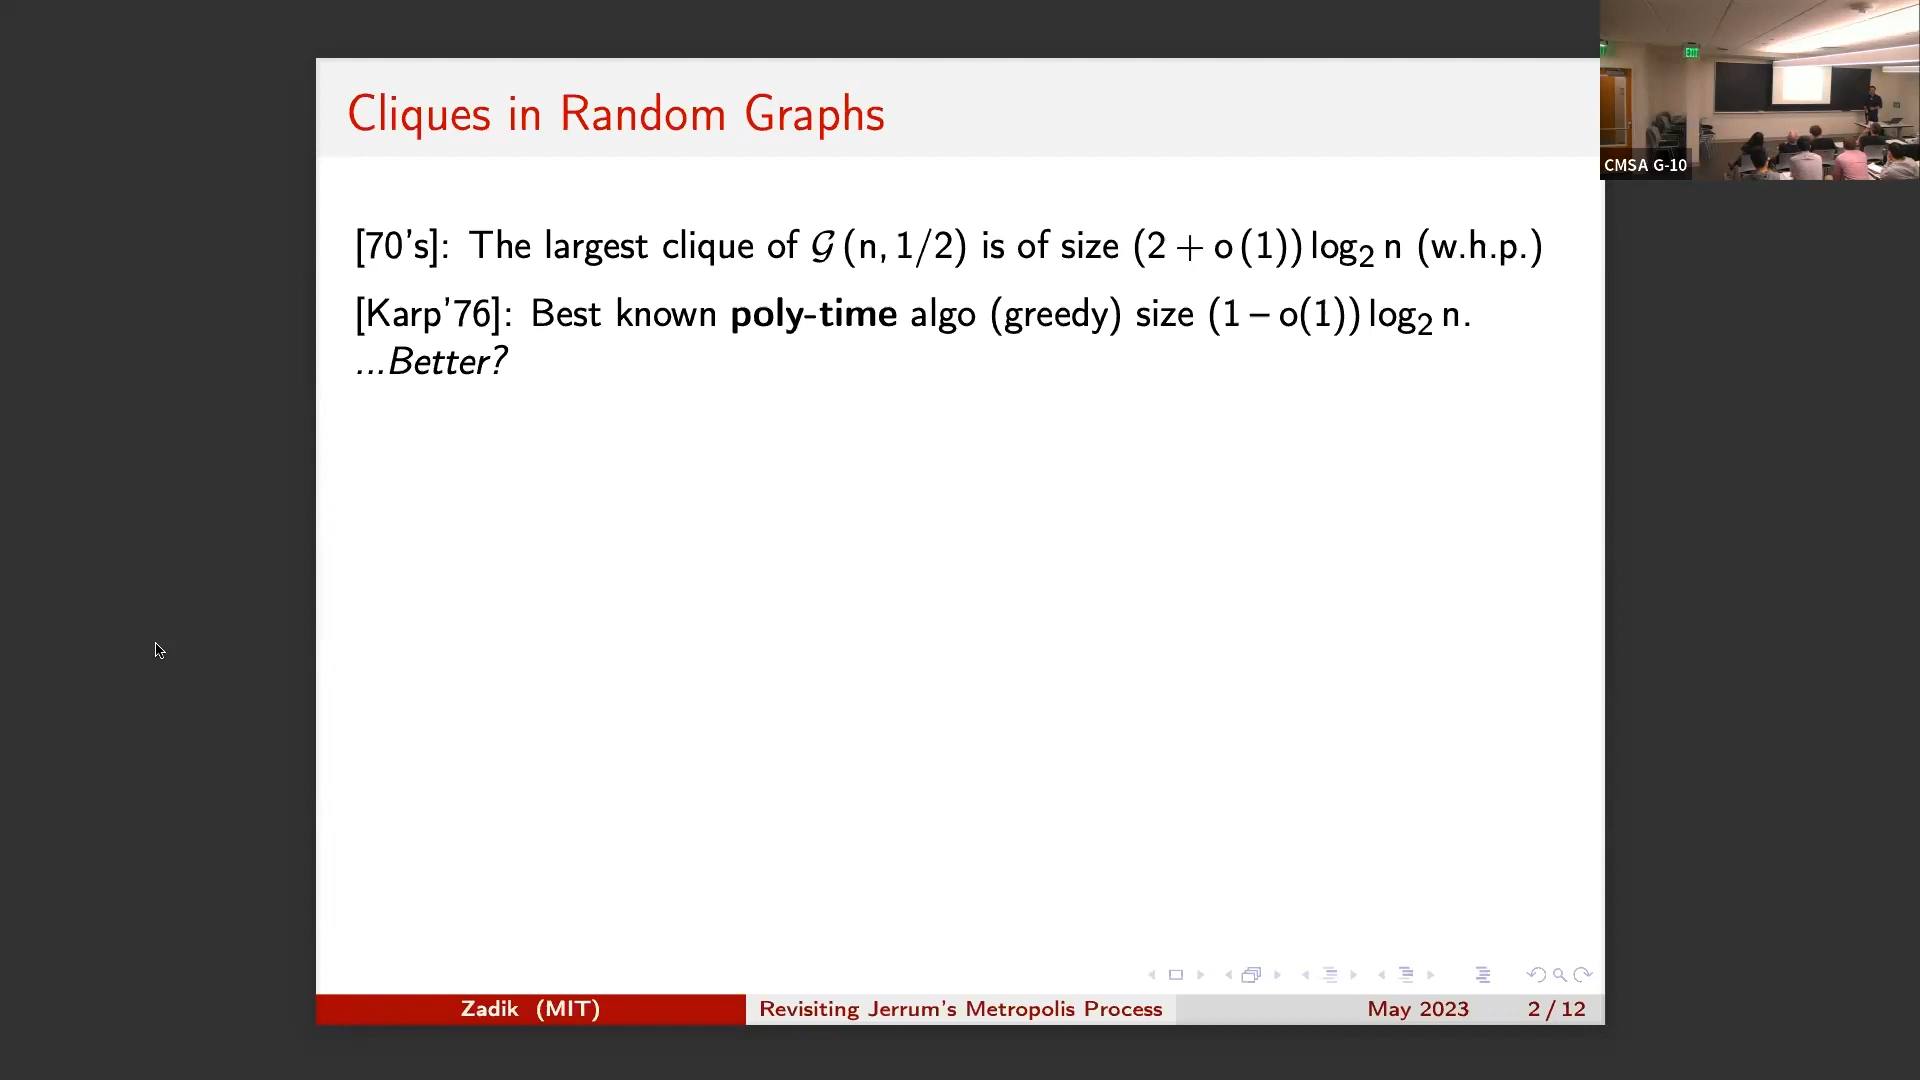 Cliques in Random Graphs
EXIT
CMSA G-10
[70's]: The largest clique of 𝒢 (n, 1/2) is of size (2 + o (1)) log₂ n (w.h.p.)
[Karp'76]: Best known poly-time algo (greedy) size (1 – o(1)) log₂ n.
...Better?
Zadik (MIT)
Revisiting Jerrum's Metropolis Process
May 2023
2 / 12